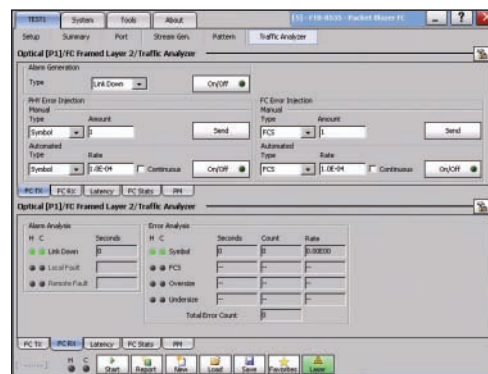 TESTS System Tools About [5] - FTB-8535 - Packet Blazer FC
Setup Summary Port Stream Gen. Pattern Traffic Analyzer
Optical [P1]/FC Framed Layer 2/Traffic Analyzer
Alarm Generation
Type Link Down On/Off
PHY Error Injection FC Error Injection
Manual Manual
Type Amount Type Amount
Symbol 1 Send FCS 1 Send
Automated Automated
Type Rate Type Rate
Symbol 1.0E-04 Continuous On/Off FCS 1.0E-04 Continuous On/Off
FC TX FC RX Latency FC Stats PM
Optical [P1]/FC Framed Layer 2/Traffic Analyzer
Alarm Analysis Error Analysis
H C Seconds H C Seconds Count Rate
Link Down 0 Symbol 0 0 0.00E00
Local Fault FCS -- -- --
Remote Fault Oversize -- -- --
Undersize -- -- --
Total Error Count 0
FC TX FC RX Latency FC Stats PM
[ ----- ] H C Start Report New Load Save Favorites Laser